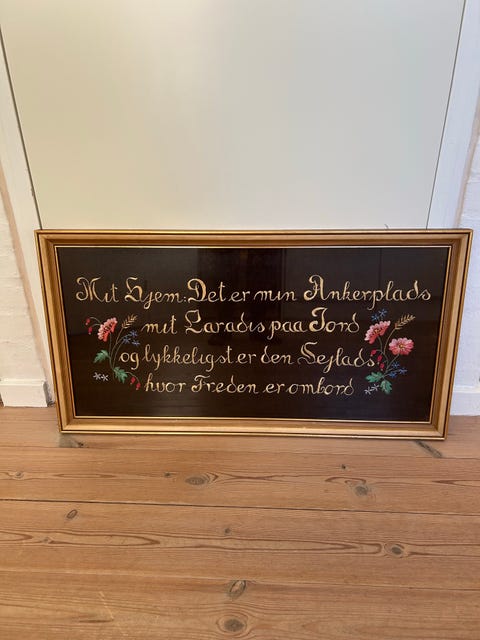 Mit Hjem: Det er min Ankerplads
mit Paradis paa Jord
og lykkeligst er den Sejlads
hvor Freden er ombord